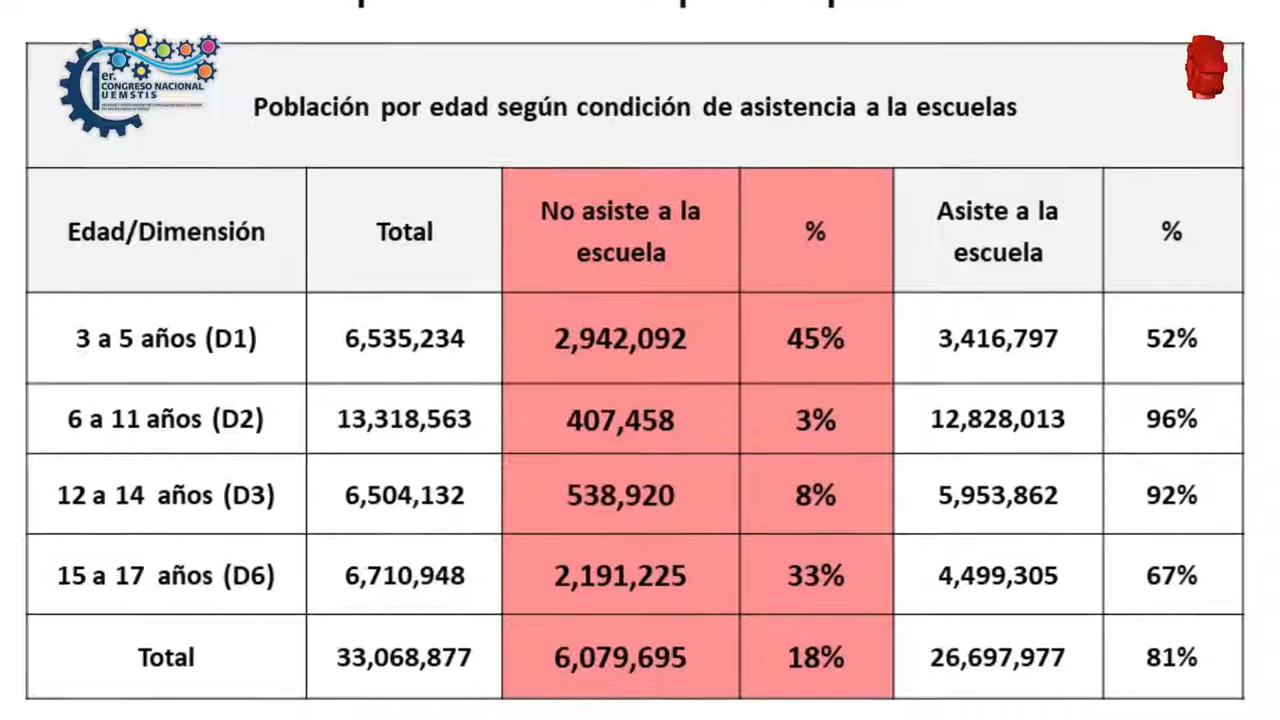 1er.
CONGRESO NACIONAL
UEMSTIS
Población por edad según condición de asistencia a la escuelas
Edad/Dimensión Total No asiste a la escuela % Asiste a la escuela %
3 a 5 años (D1) 6,535,234 2,942,092 45% 3,416,797 52%
6 a 11 años (D2) 13,318,563 407,458 3% 12,828,013 96%
12 a 14 años (D3) 6,504,132 538,920 8% 5,953,862 92%
15 a 17 años (D6) 6,710,948 2,191,225 33% 4,499,305 67%
Total 33,068,877 6,079,695 18% 26,697,977 81%